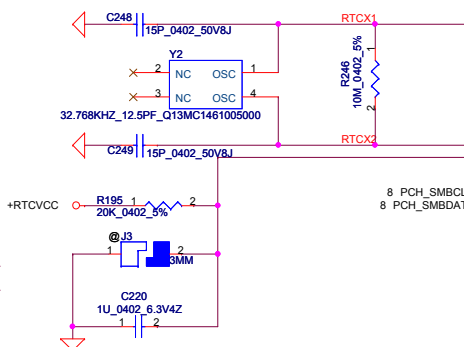 C248
15P_0402_50V8J
RTCX1
Y2
2 NC OSC 1
3 NC OSC 4
32.768KHZ_12.5PF_Q13MC1461005000
R246
10M_0402_5%
1
2
RTCX2
C249
15P_0402_50V8J
8 PCH_SMBCL
8 PCH_SMBDAT
+RTCVCC
R195
1 2
20K_0402_5%
@J3
1 2
3MM
C220
1U_0402_6.3V4Z
1 2